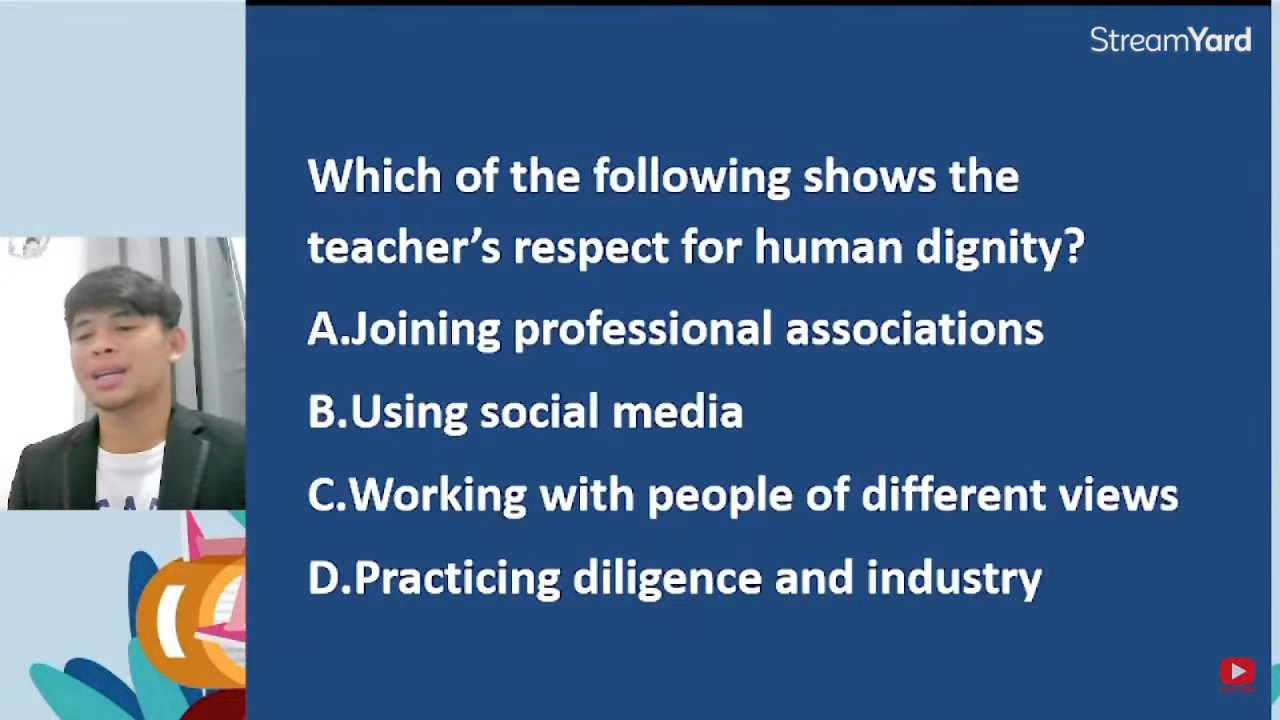 StreamYard
Which of the following shows the
teacher's respect for human dignity?
A.Joining professional associations
B.Using social media
C.Working with people of different views
D.Practicing diligence and industry